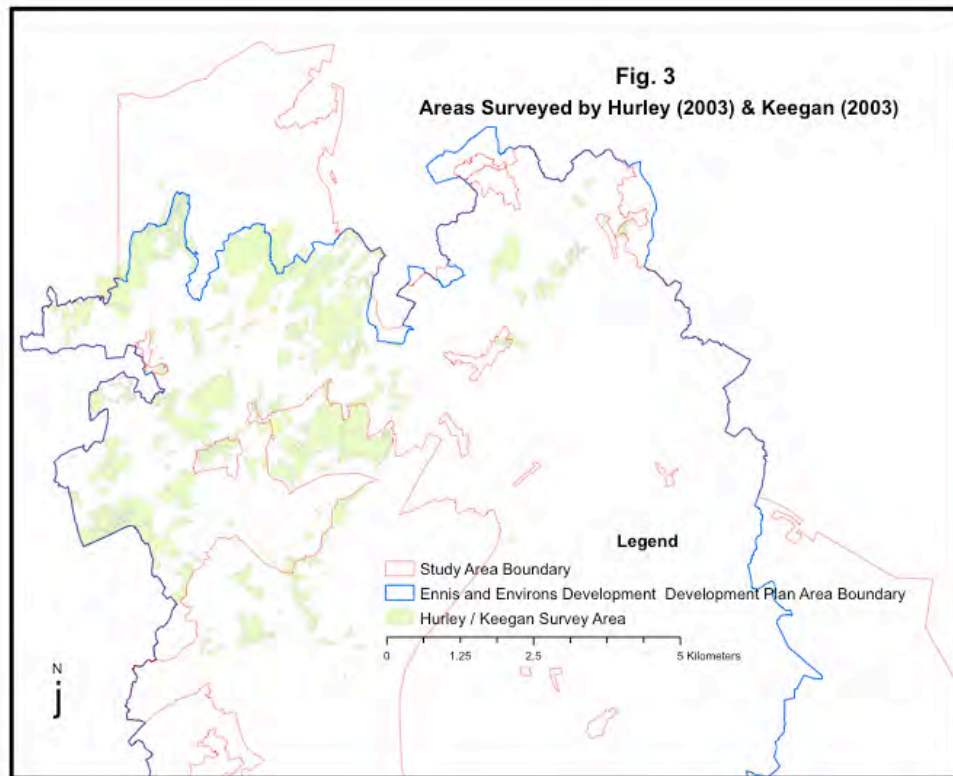 Fig. 3
Areas Surveyed by Hurley (2003) & Keegan (2003)
Legend
Study Area Boundary
Ennis and Environs Development Development Plan Area Boundary
Hurley / Keegan Survey Area
0 1.25 2.5 5 Kilometers
N
j